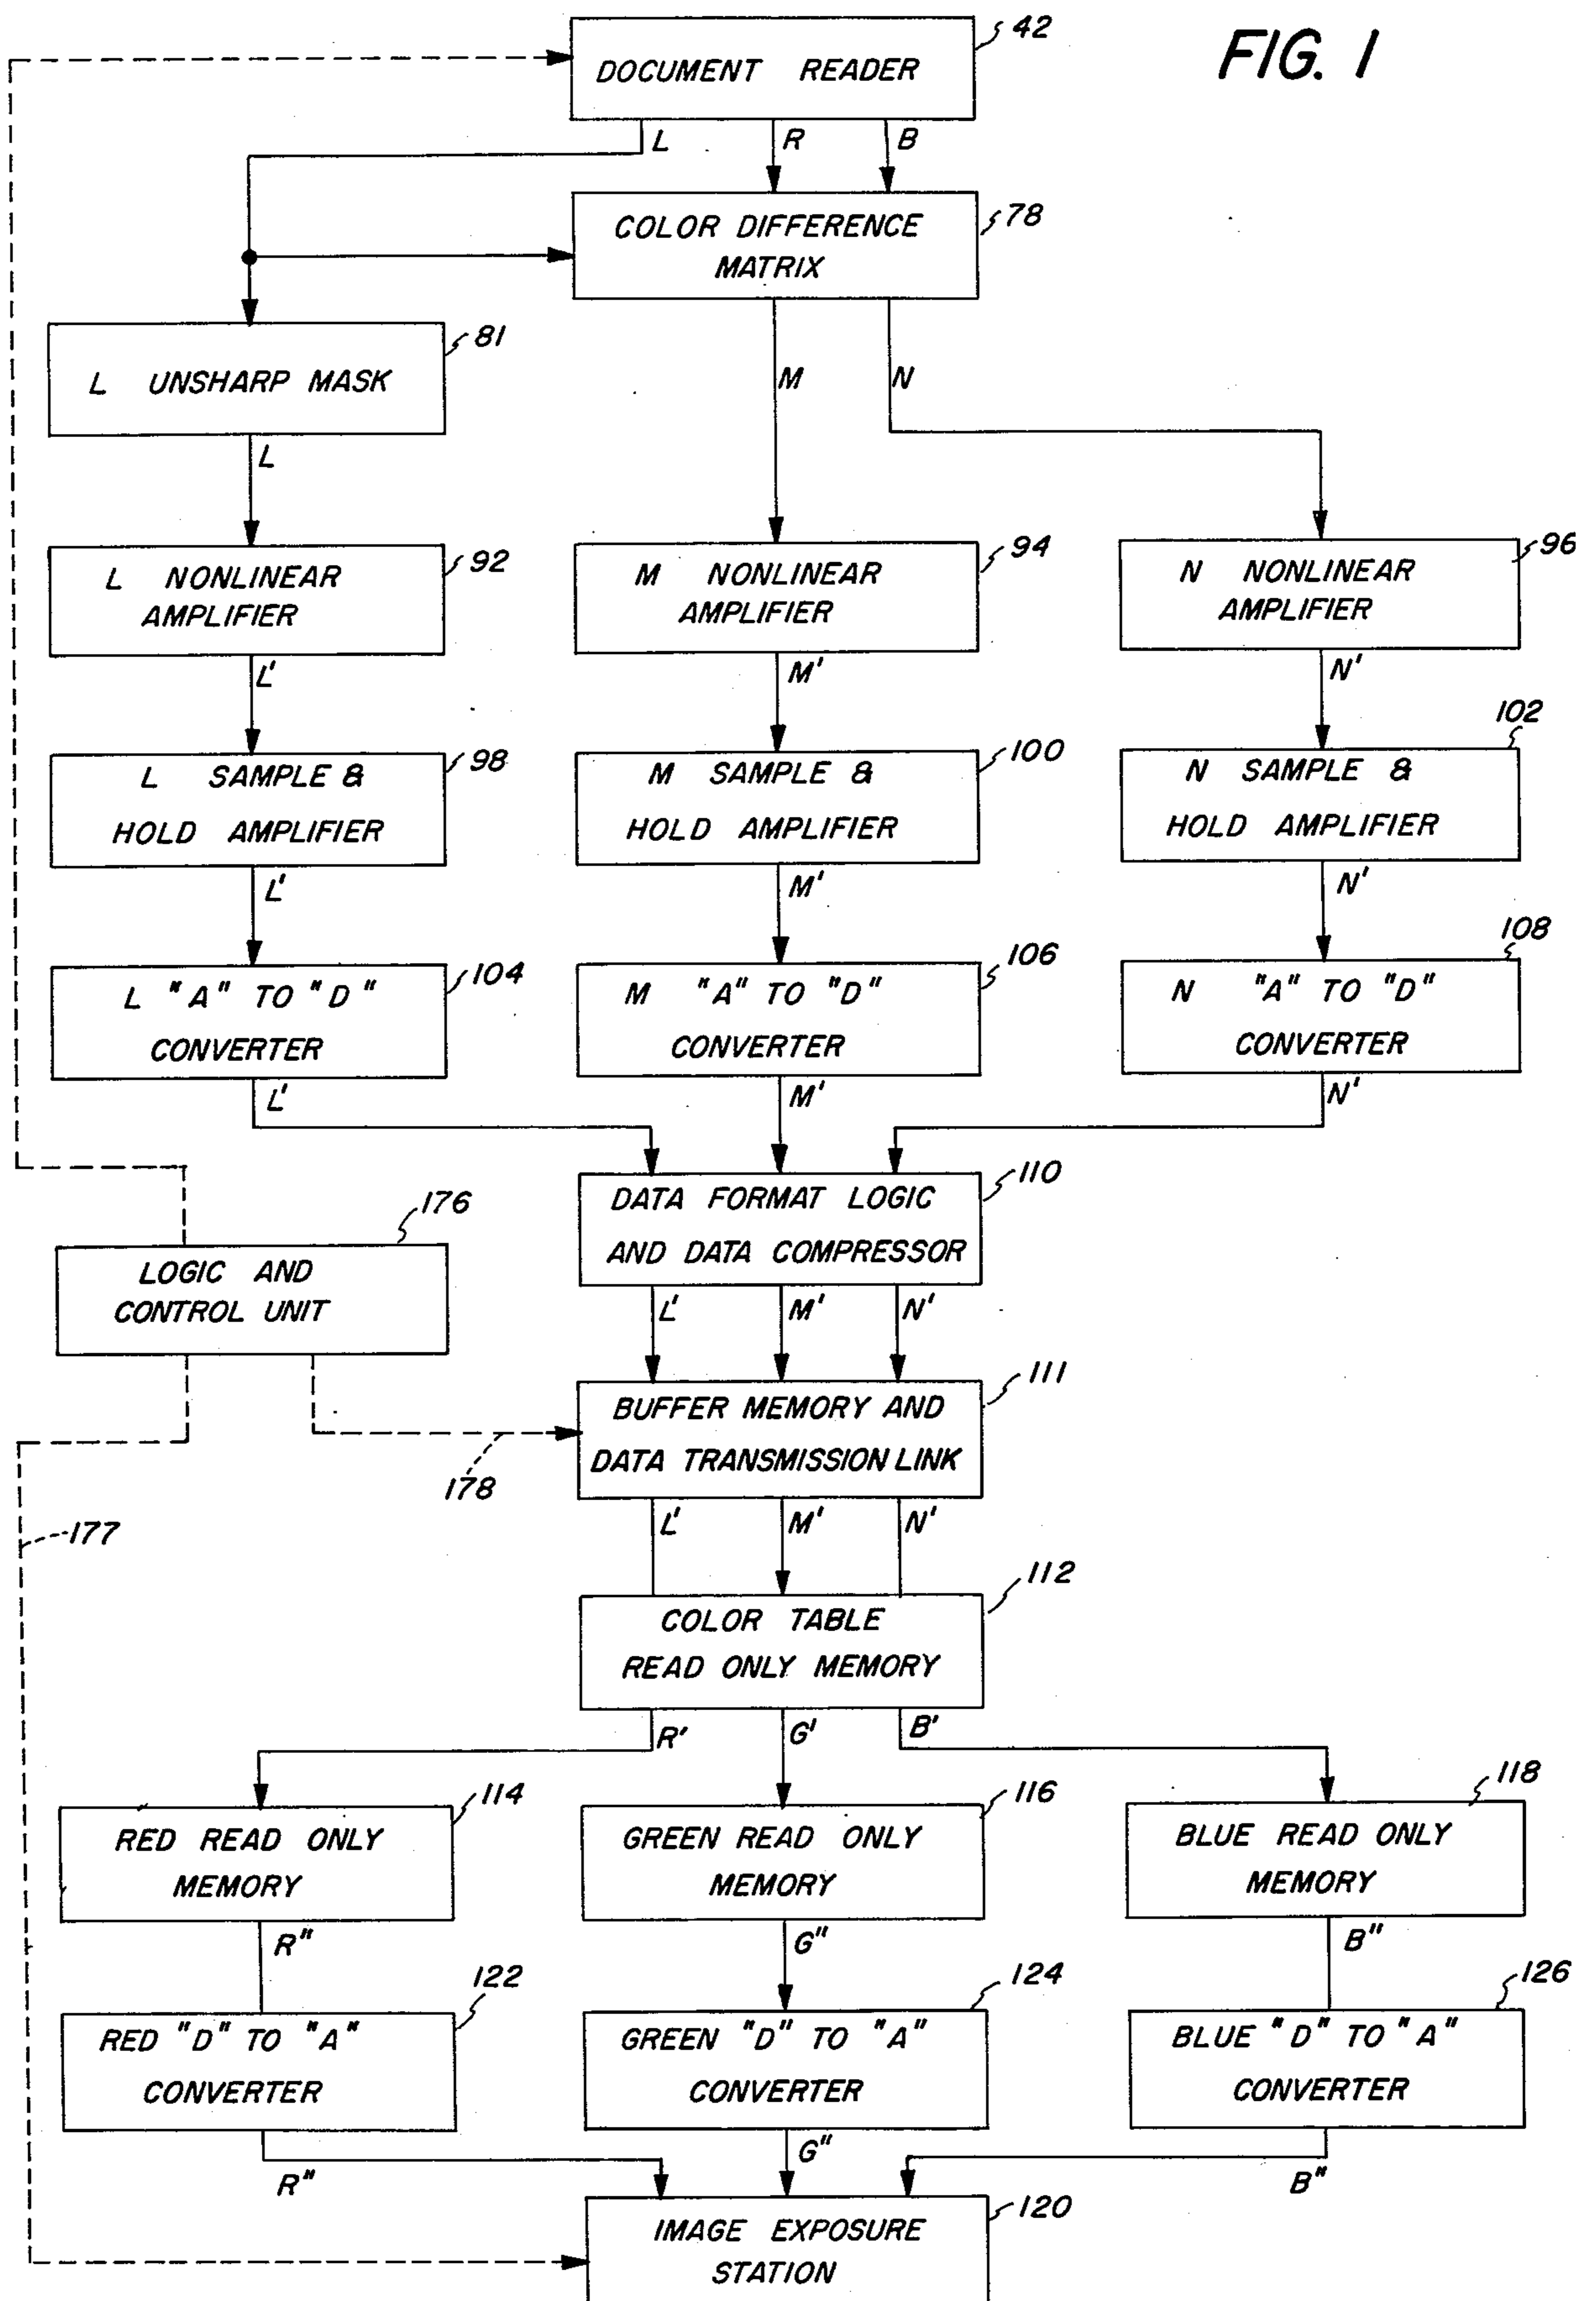 FIG. 1
42
DOCUMENT READER
L R B
78
COLOR DIFFERENCE
MATRIX
81
L UNSHARP MASK
M N
L
92
L NONLINEAR
AMPLIFIER
94
M NONLINEAR
AMPLIFIER
96
N NONLINEAR
AMPLIFIER
L' M' N'
98
L SAMPLE &
HOLD AMPLIFIER
100
M SAMPLE &
HOLD AMPLIFIER
102
N SAMPLE &
HOLD AMPLIFIER
L' M' N'
104
L "A" TO "D"
CONVERTER
106
M "A" TO "D"
CONVERTER
108
N "A" TO "D"
CONVERTER
L' M' N'
110
DATA FORMAT LOGIC
AND DATA COMPRESSOR
176
LOGIC AND
CONTROL UNIT
L' M' N'
111
BUFFER MEMORY AND
DATA TRANSMISSION LINK
178
177
L' M' N'
112
COLOR TABLE
READ ONLY MEMORY
R' G' B'
114
RED READ ONLY
MEMORY
116
GREEN READ ONLY
MEMORY
118
BLUE READ ONLY
MEMORY
R" G" B"
122
RED "D" TO "A"
CONVERTER
124
GREEN "D" TO "A"
CONVERTER
126
BLUE "D" TO "A"
CONVERTER
R" G" B"
120
IMAGE EXPOSURE
STATION